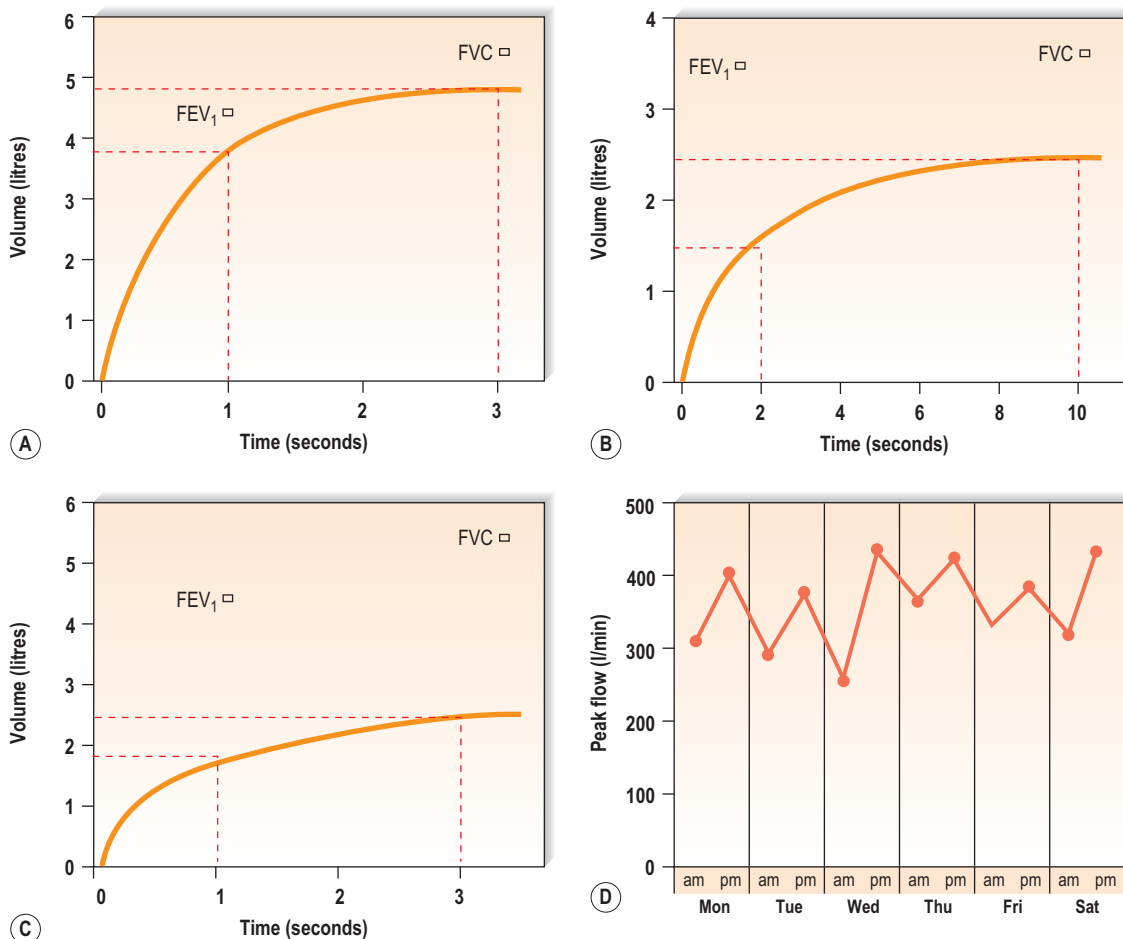 6
5
4
3
2
1
0
Volume (litres)
FVC
FEV1
0 1 2 3
Time (seconds)
A
4
3
2
1
0
Volume (litres)
FEV1
FVC
0 2 4 6 8 10
Time (seconds)
B
6
5
4
3
2
1
0
Volume (litres)
FVC
FEV1
0 1 2 3
Time (seconds)
C
500
400
300
200
100
0
Peak flow (l/min)
am pm am pm am pm am pm am pm am pm
Mon Tue Wed Thu Fri Sat
D